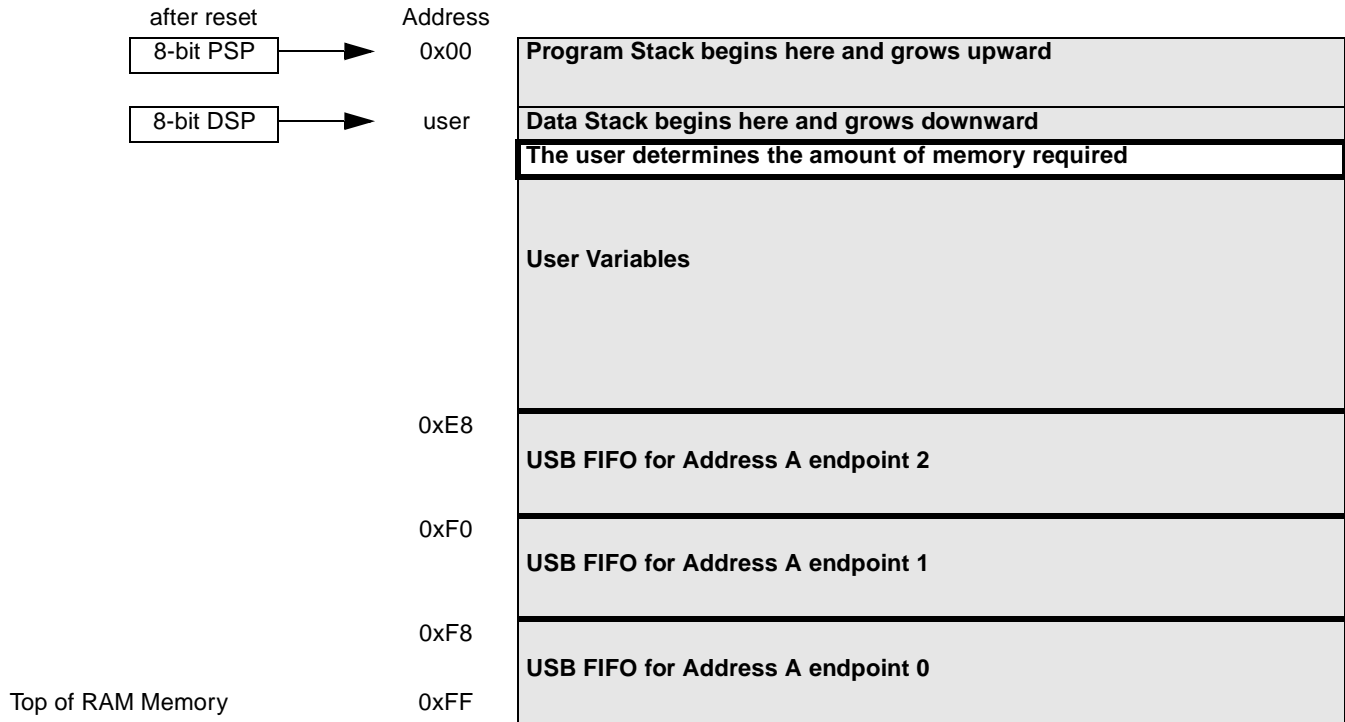 after reset Address
8-bit PSP 0x00 Program Stack begins here and grows upward
8-bit DSP user Data Stack begins here and grows downward
The user determines the amount of memory required
User Variables
0xE8
USB FIFO for Address A endpoint 2
0xF0
USB FIFO for Address A endpoint 1
0xF8
USB FIFO for Address A endpoint 0
Top of RAM Memory 0xFF